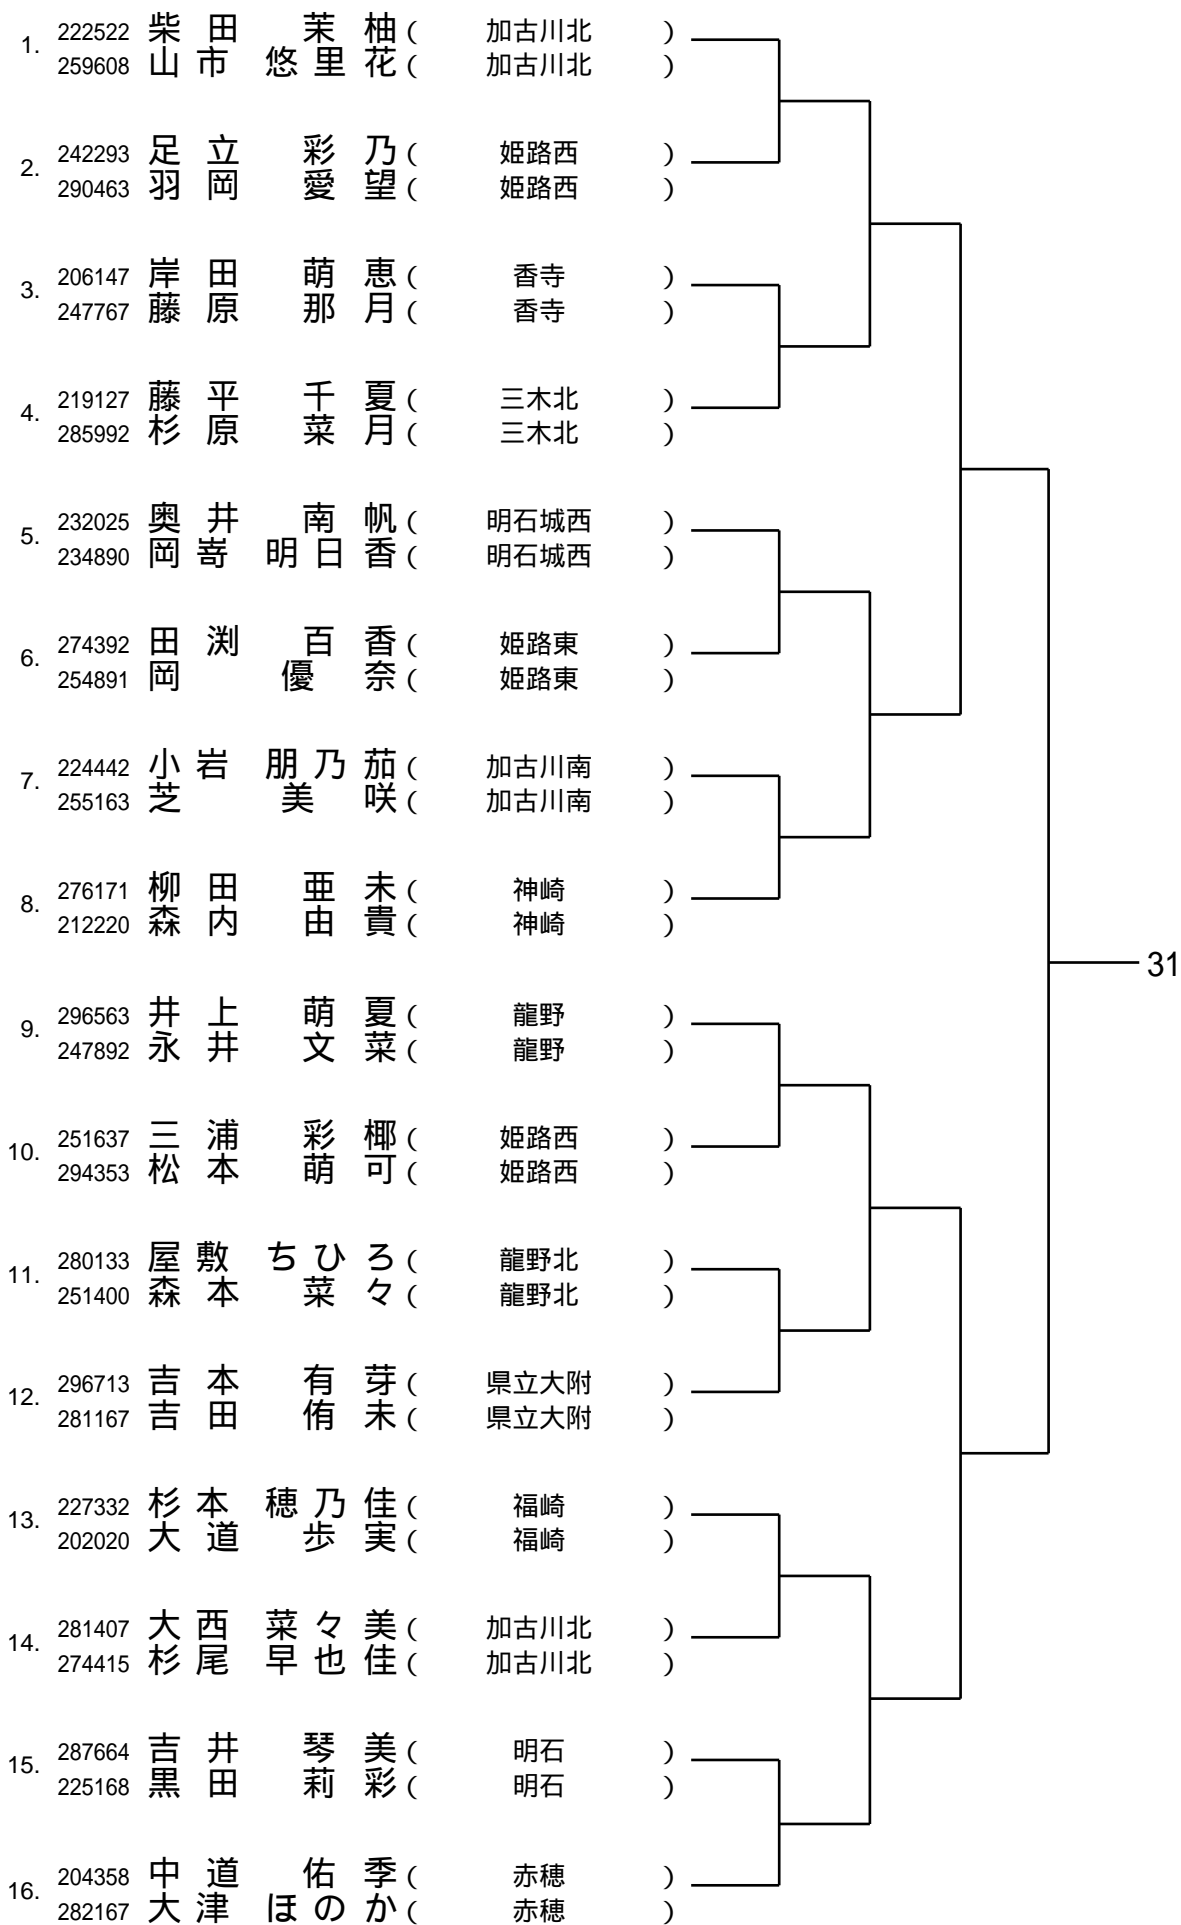 1. 222522 柴田 茉柚 ( 加古川北 )
259608 山市 悠里花 ( 加古川北 )
2. 242293 足立 彩乃 ( 姫路西 )
290463 羽岡 愛望 ( 姫路西 )
3. 206147 岸田 萌恵 ( 香寺 )
247767 藤原 那月 ( 香寺 )
4. 219127 藤平 千夏 ( 三木北 )
285992 杉原 菜月 ( 三木北 )
5. 232025 奥井 南帆 ( 明石城西 )
234890 岡嵜 明日香 ( 明石城西 )
6. 274392 田渕 百香 ( 姫路東 )
254891 岡 優奈 ( 姫路東 )
7. 224442 小岩 朋乃茄 ( 加古川南 )
255163 芝 美咲 ( 加古川南 )
8. 276171 柳田 亜未 ( 神崎 )
212220 森内 由貴 ( 神崎 )
31
9. 296563 井上 萌夏 ( 龍野 )
247892 永井 文菜 ( 龍野 )
10. 251637 三浦 彩椰 ( 姫路西 )
294353 松本 萌可 ( 姫路西 )
11. 280133 屋敷 ちひろ ( 龍野北 )
251400 森本 菜々 ( 龍野北 )
12. 296713 吉本 有芽 ( 県立大附 )
281167 吉田 侑未 ( 県立大附 )
13. 227332 杉本 穂乃佳 ( 福崎 )
202020 大道 歩実 ( 福崎 )
14. 281407 大西 菜々美 ( 加古川北 )
274415 杉尾 早也佳 ( 加古川北 )
15. 287664 吉井 琴美 ( 明石 )
225168 黒田 莉彩 ( 明石 )
16. 204358 中道 佑季 ( 赤穂 )
282167 大津 ほのか ( 赤穂 )